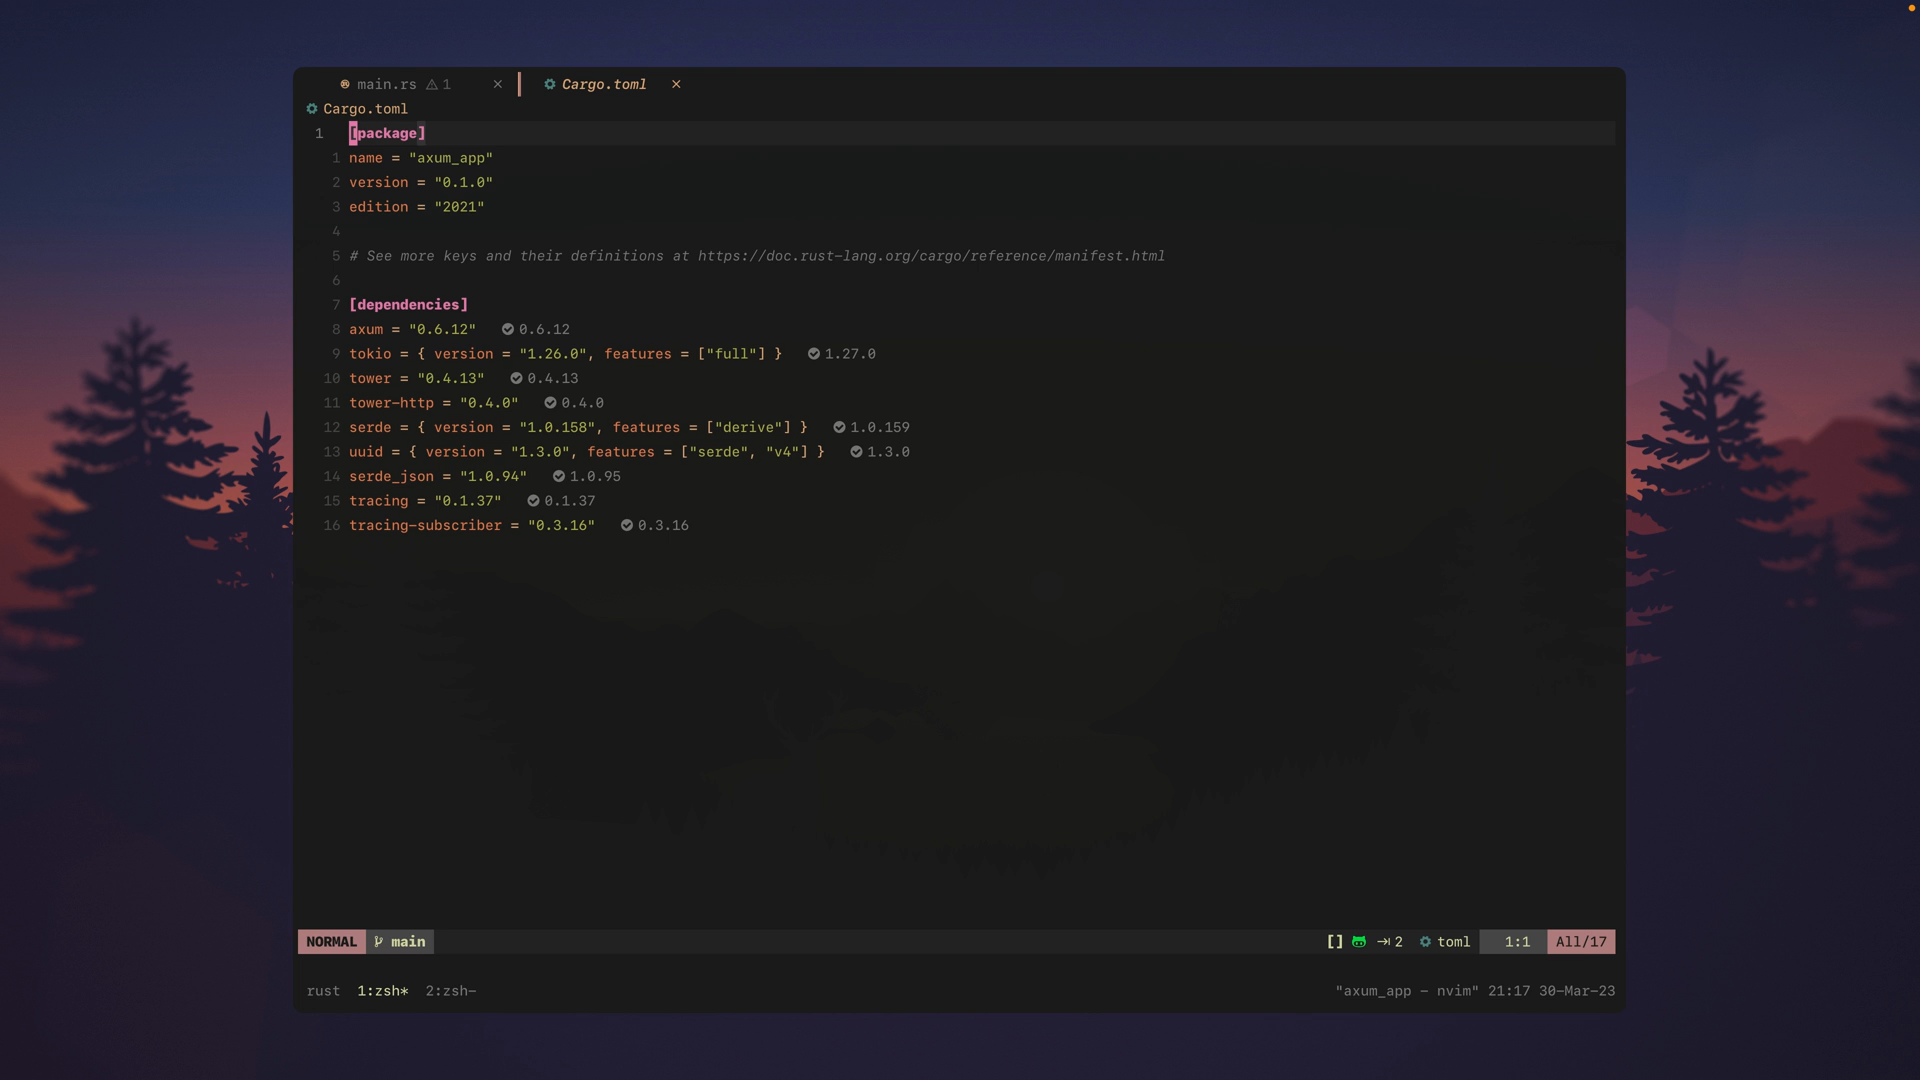 main.rs ⚠ 1 × Cargo.toml ×
Cargo.toml
1 [package]
1 name = "axum_app"
2 version = "0.1.0"
3 edition = "2021"
4
5 # See more keys and their definitions at https://doc.rust-lang.org/cargo/reference/manifest.html
6
7 [dependencies]
8 axum = "0.6.12" 0.6.12
9 tokio = { version = "1.26.0", features = ["full"] } 1.27.0
10 tower = "0.4.13" 0.4.13
11 tower-http = "0.4.0" 0.4.0
12 serde = { version = "1.0.158", features = ["derive"] } 1.0.159
13 uuid = { version = "1.3.0", features = ["serde", "v4"] } 1.3.0
14 serde_json = "1.0.94" 1.0.95
15 tracing = "0.1.37" 0.1.37
16 tracing-subscriber = "0.3.16" 0.3.16
NORMAL main [] 2 toml 1:1 All/17
rust 1:zsh* 2:zsh- "axum_app - nvim" 21:17 30-Mar-23